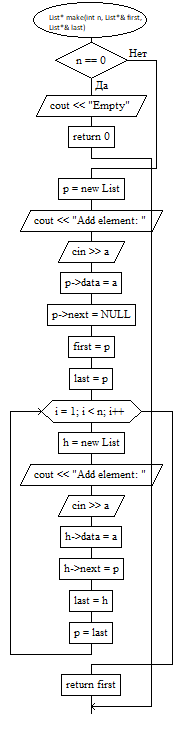 List* make(int n, List*& first,
List*& last)
n == 0
Нет
Да
cout << "Empty"
return 0
p = new List
cout << "Add element: "
cin >> a
p->data = a
p->next = NULL
first = p
last = p
i = 1; i < n; i++
h = new List
cout << "Add element: "
cin >> a
h->data = a
h->next = p
last = h
p = last
return first